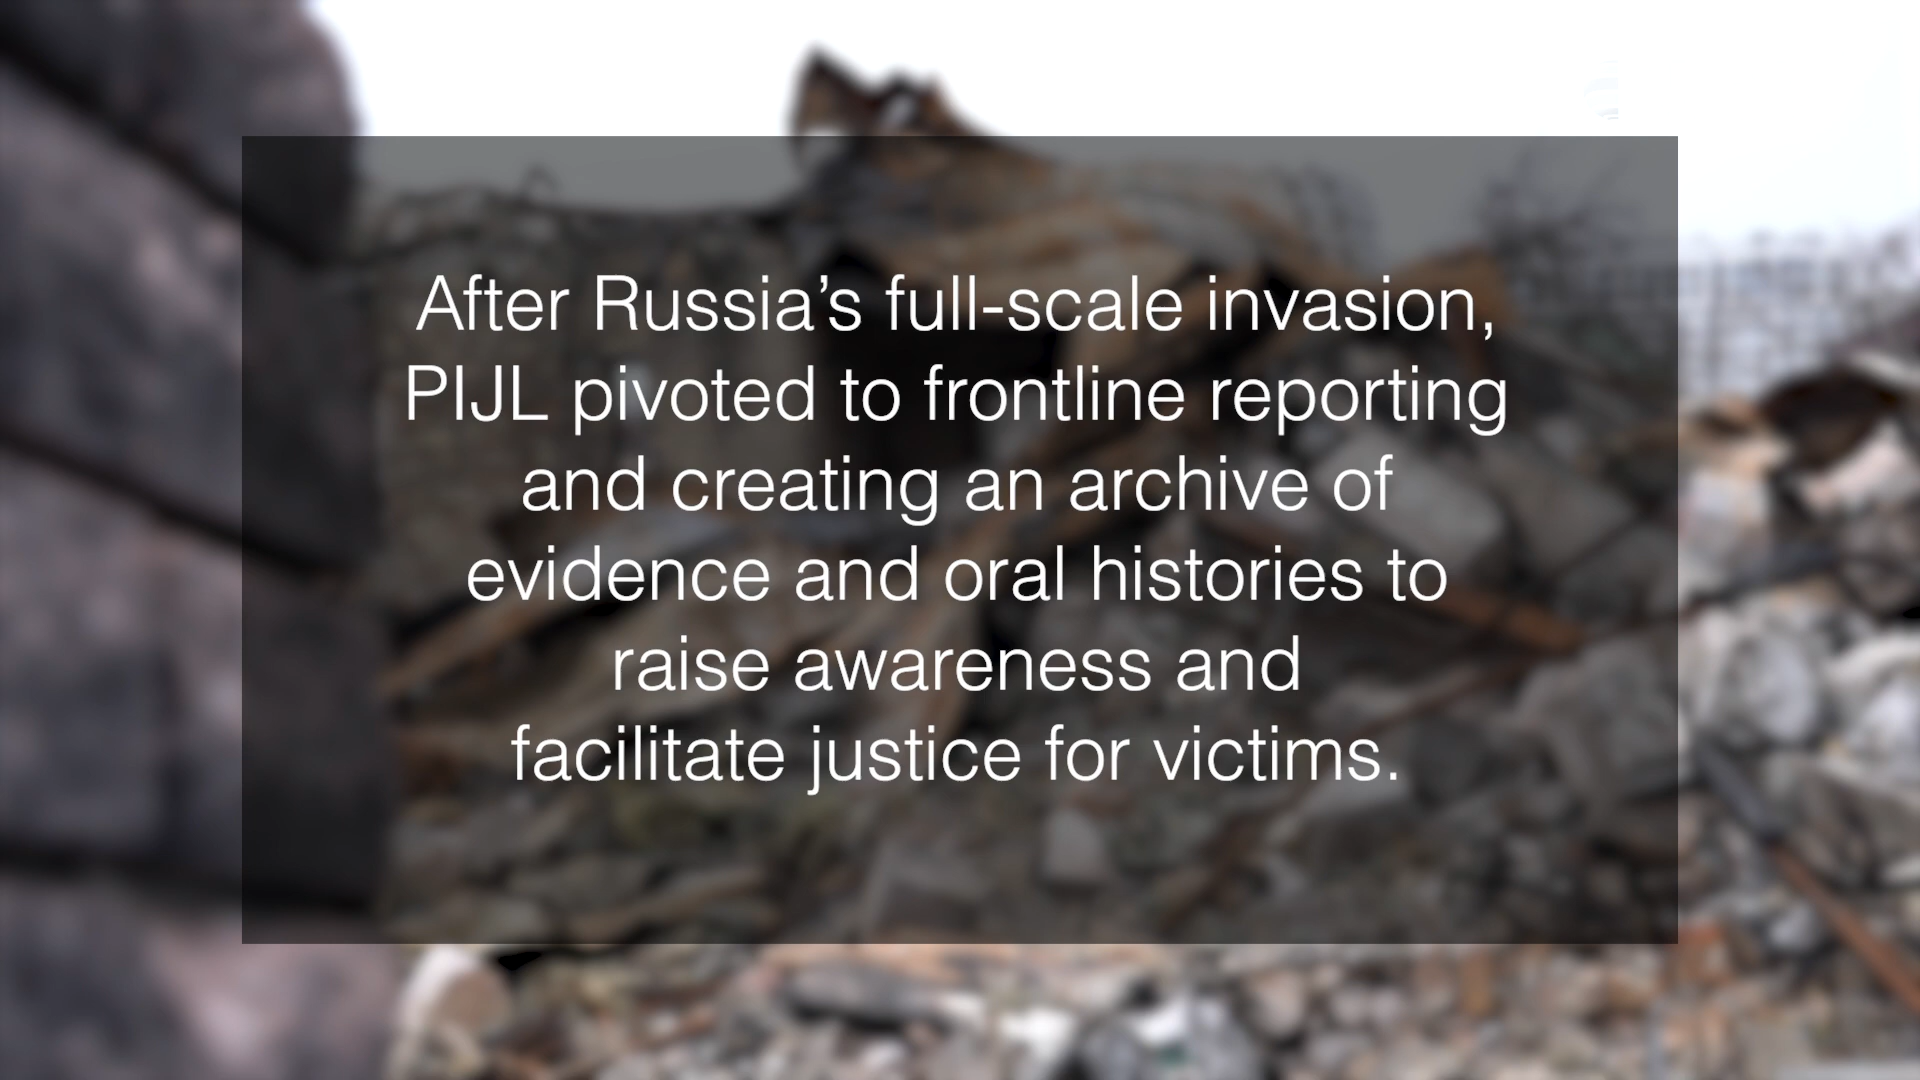 After Russia’s full-scale invasion,
PIJL pivoted to frontline reporting
and creating an archive of
evidence and oral histories to
raise awareness and
facilitate justice for victims.